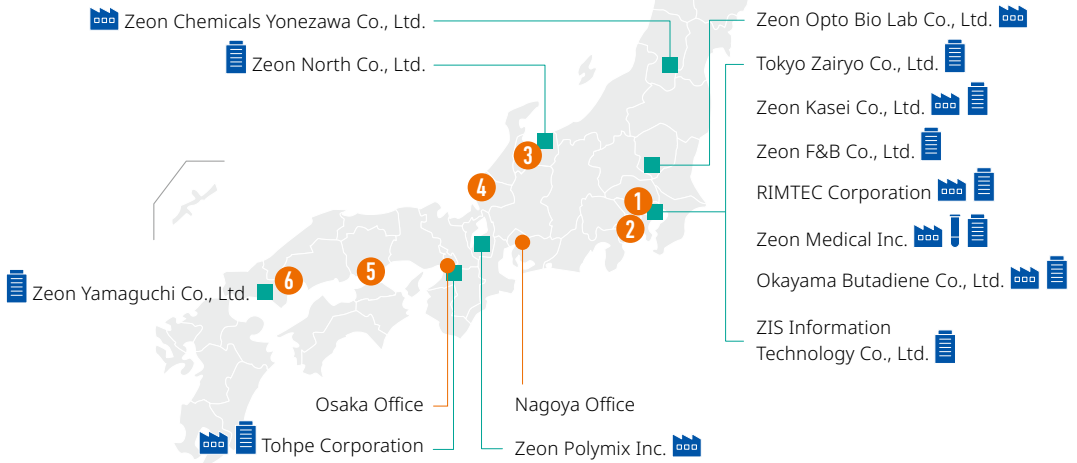 Zeon Chemicals Yonezawa Co., Ltd.
Zeon North Co., Ltd.
Zeon Opto Bio Lab Co., Ltd.
Tokyo Zairyo Co., Ltd.
Zeon Kasei Co., Ltd.
Zeon F&B Co., Ltd.
RIMTEC Corporation
Zeon Medical Inc.
Okayama Butadiene Co., Ltd.
ZIS Information
Technology Co., Ltd.
3
4
1
2
5
6
Zeon Yamaguchi Co., Ltd.
Osaka Office
Nagoya Office
Tohpe Corporation
Zeon Polymix Inc.